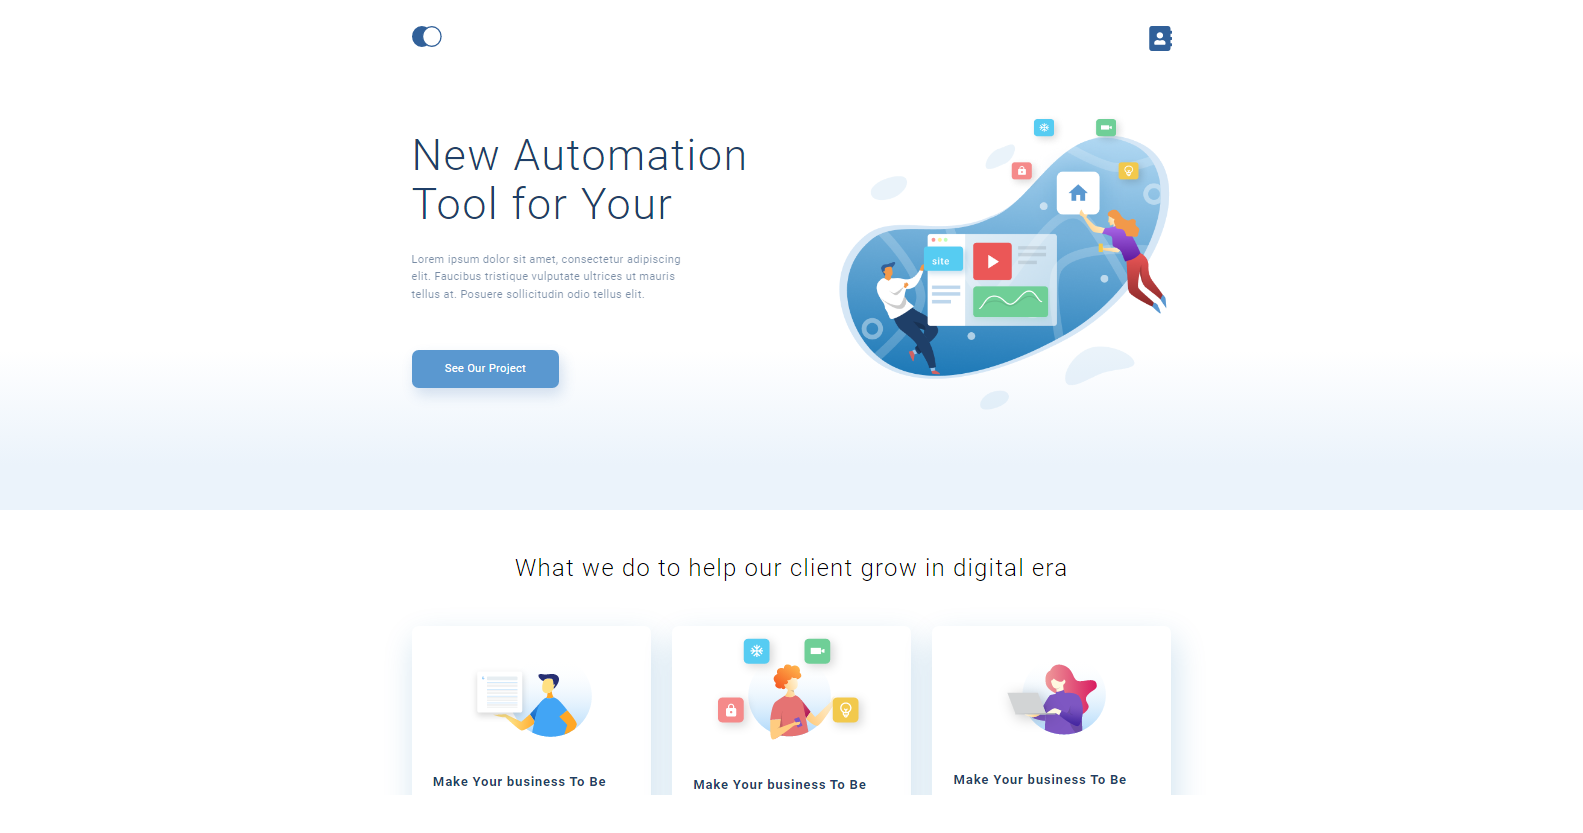 New Automation
Tool for Your
Lorem ipsum dolor sit amet, consectetur adipiscing
elit. Faucibus tristique vulputate ultrices ut mauris
tellus at. Posuere sollicitudin odio tellus elit.
See Our Project
site
What we do to help our client grow in digital era
Make Your business To Be
Make Your business To Be
Make Your business To Be